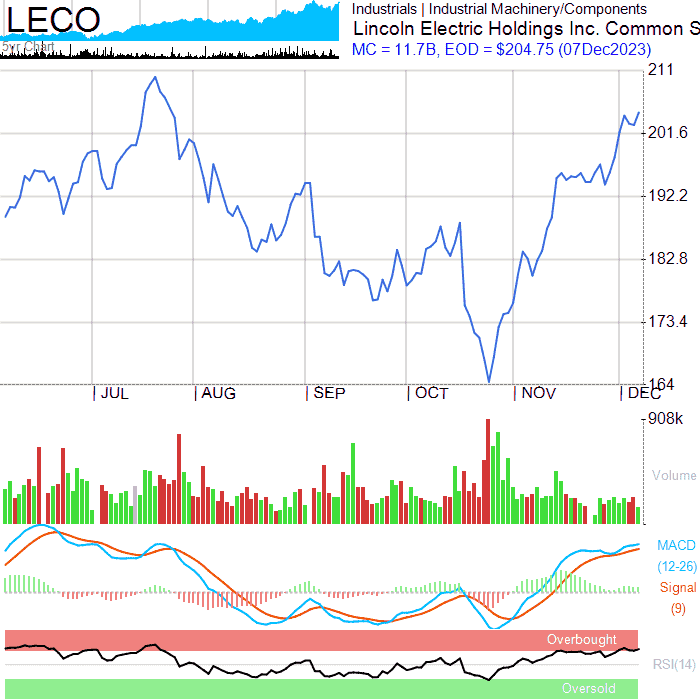 LECO
5yr Chart
Industrials | Industrial Machinery/Components
Lincoln Electric Holdings Inc. Common S
MC = 11.7B, EOD = $204.75 (07Dec2023)
211
201.6
192.2
182.8
173.4
164
JUL AUG SEP OCT NOV DEC
908k
Volume
MACD
(12-26)
Signal
(9)
Overbought
RSI(14)
Oversold